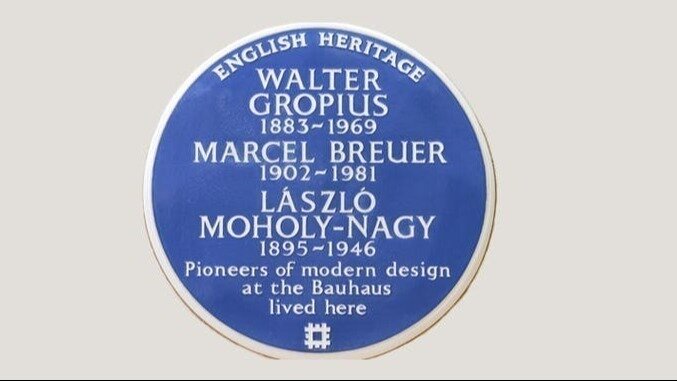 ENGLISH HERITAGE
WALTER
GROPIUS
1883~1969
MARCEL BREUER
1902~1981
LÁSZLÓ
MOHOLY-NAGY
1895~1946
Pioneers of modern design
at the Bauhaus
lived here